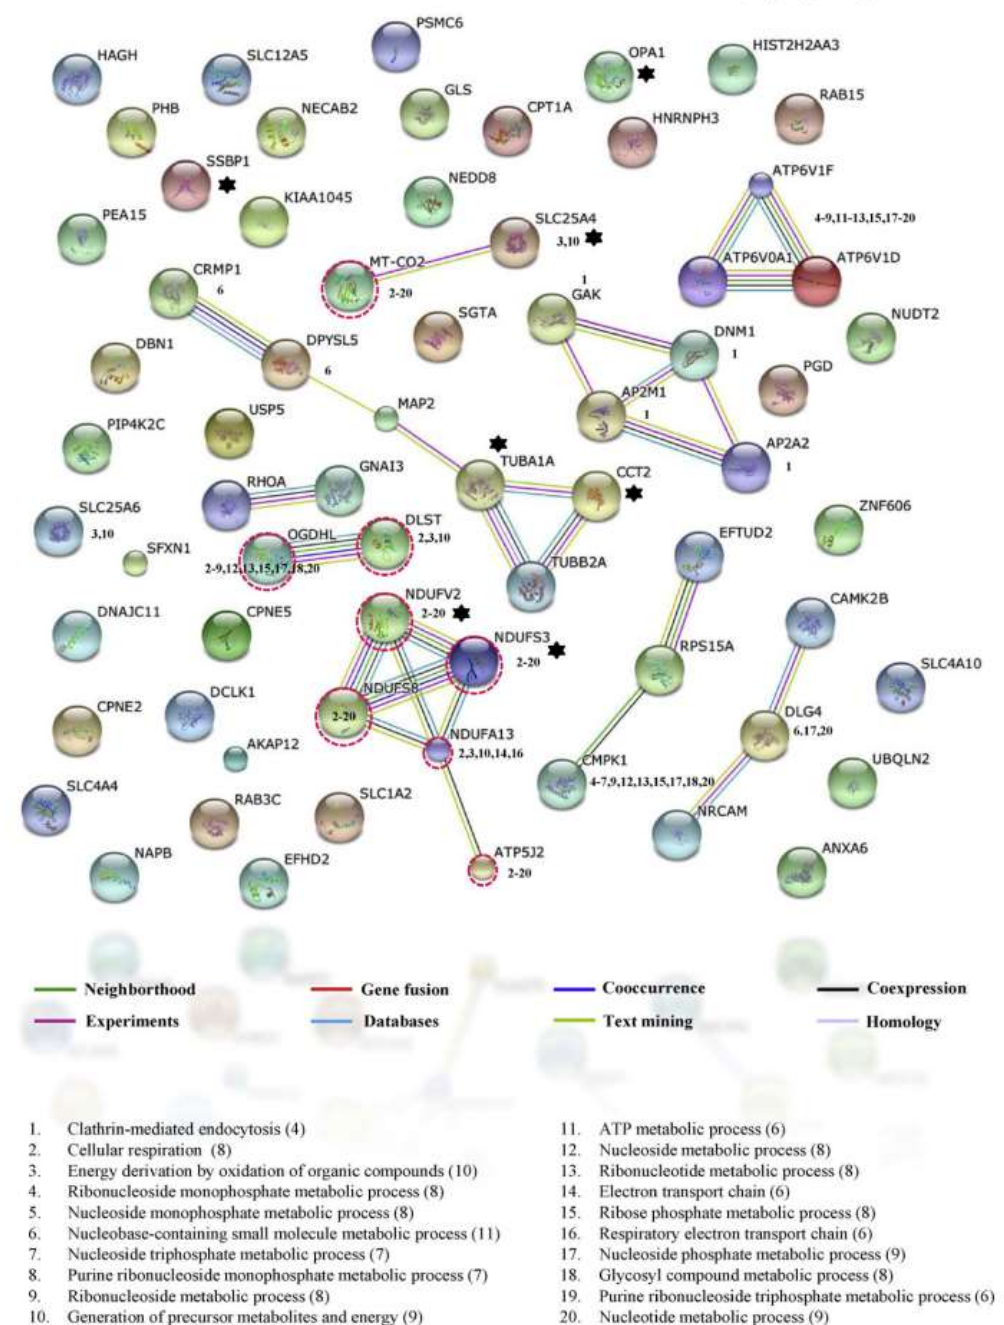 PSMC6
HAGH
SLC12A5
OPA1
HIST2H2AA3
PHB
NECAB2
GLS
CPT1A
HNRNPH3
RAB15
SSBP1
NEDD8
ATP6V1F
PEA15
KIAA1045
SLC25A4
3,10
4-9,11-13,15,17-20
MT-CO2
2-20
ATP6V0A1
ATP6V1D
CRMP1
6
1
GAK
SGTA
DNM1
1
NUDT2
DBN1
DPYSL5
6
AP2M1
1
PGD
PIP4K2C
USP5
MAP2
AP2A2
1
TUBA1A
CCT2
RHOA
GNAI3
SLC25A6
3,10
OGDHL
2-9,12,13,15,17,18,20
DLST
2,3,10
ZNF606
SFXN1
TUBB2A
EFTUD2
DNAJC11
CPNE5
NDUFV2
2-20
CAMK2B
NDUFS3
2-20
RPS15A
SLC4A10
CPNE2
DCLK1
NDUFS8
2-20
DLG4
6,17,20
AKAP12
NDUFA13
2,3,10,14,16
CMPK1
4-7,9,12,13,15,17,18,20
UBQLN2
SLC4A4
RAB3C
SLC1A2
NRCAM
NAPB
EFHD2
ATP5J2
2-20
ANXA6
Neighborthood Gene fusion Cooccurrence Coexpression
Experiments Databases Text mining Homology
1. Clathrin-mediated endocytosis (4)
2. Cellular respiration (8)
3. Energy derivation by oxidation of organic compounds (10)
4. Ribonucleoside monophosphate metabolic process (8)
5. Nucleoside monophosphate metabolic process (8)
6. Nucleobase-containing small molecule metabolic process (11)
7. Nucleoside triphosphate metabolic process (7)
8. Purine ribonucleoside monophosphate metabolic process (7)
9. Ribonucleoside metabolic process (8)
10. Generation of precursor metabolites and energy (9)
11. ATP metabolic process (6)
12. Nucleoside metabolic process (8)
13. Ribonucleotide metabolic process (8)
14. Electron transport chain (6)
15. Ribose phosphate metabolic process (8)
16. Respiratory electron transport chain (6)
17. Nucleoside phosphate metabolic process (9)
18. Glycosyl compound metabolic process (8)
19. Purine ribonucleoside triphosphate metabolic process (6)
20. Nucleotide metabolic process (9)